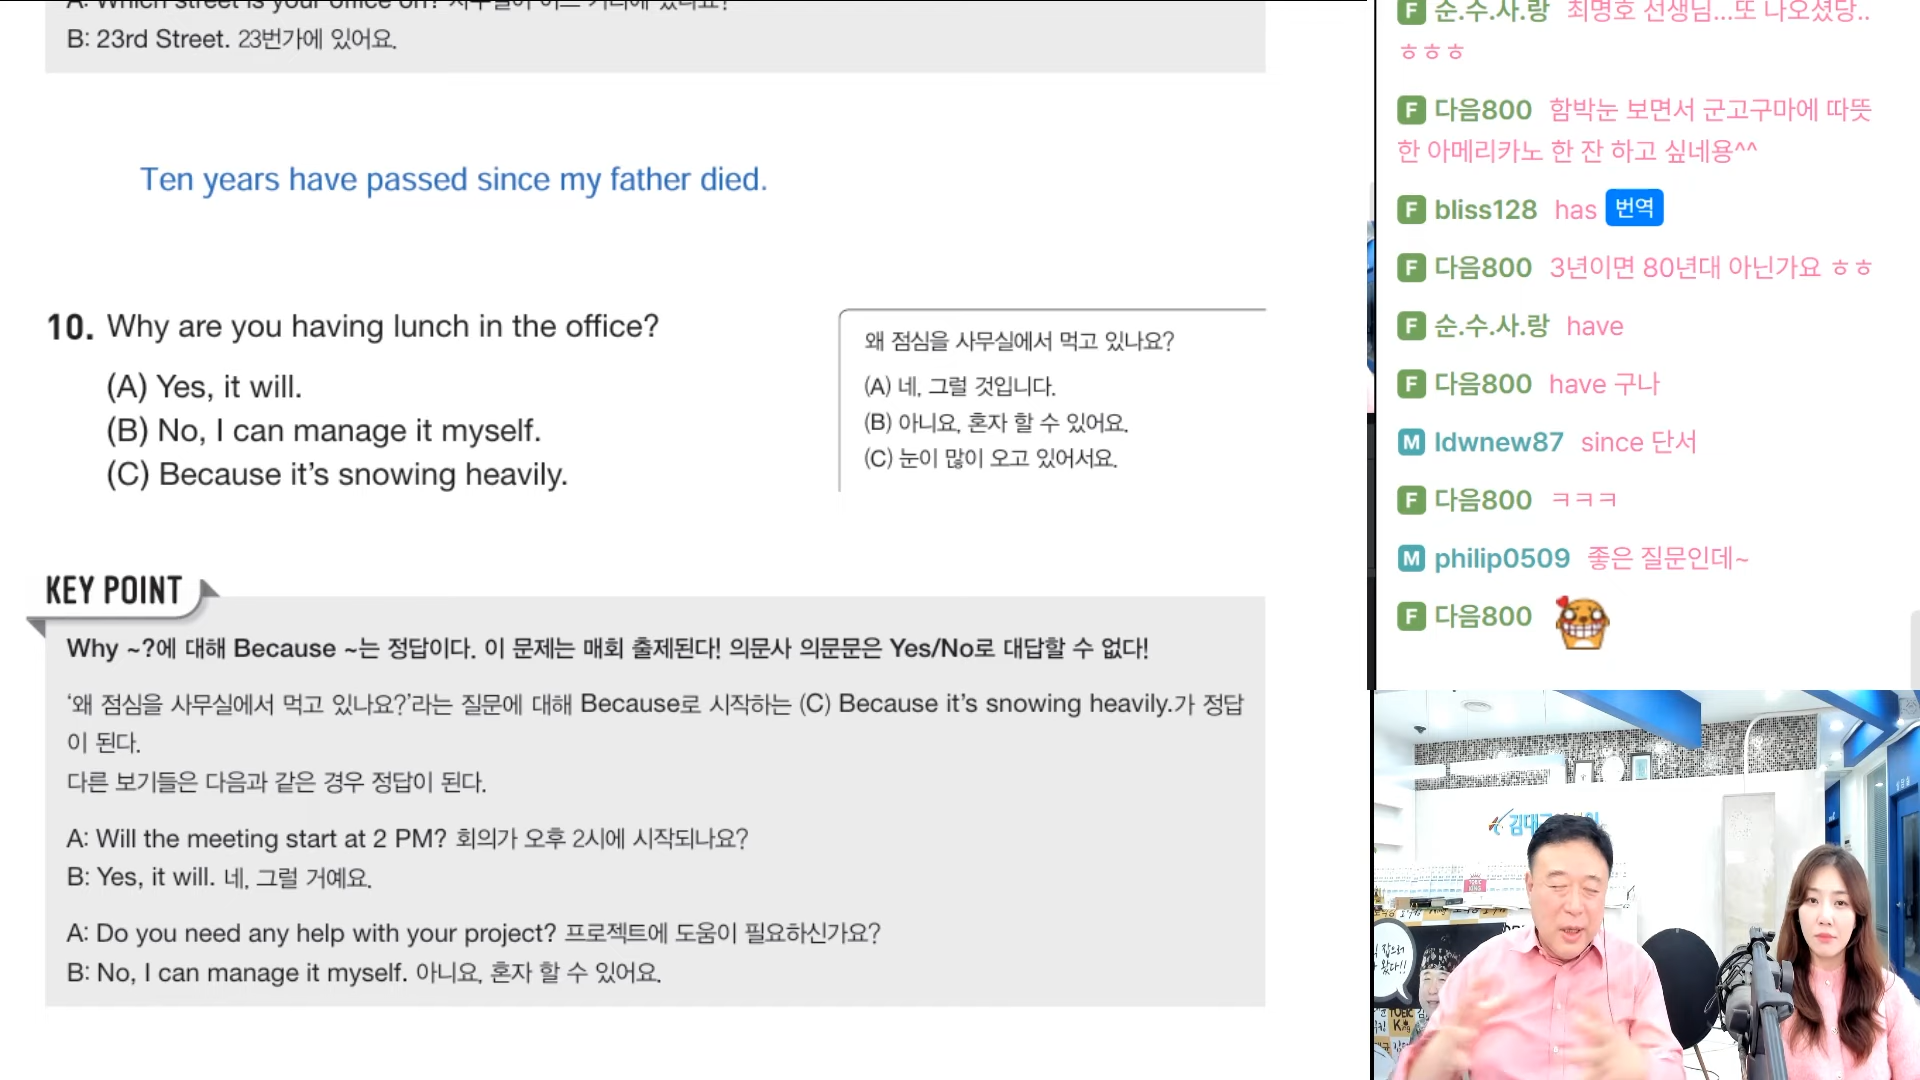 A: Which street is your office on? 사무실이 어느 거리에 있나요?
B: 23rd Street. 23번가에 있어요.
Ten years have passed since my father died.
10. Why are you having lunch in the office?
(A) Yes, it will.
(B) No, I can manage it myself.
(C) Because it's snowing heavily.
왜 점심을 사무실에서 먹고 있나요?
(A) 네, 그럴 것입니다.
(B) 아니요, 혼자 할 수 있어요.
(C) 눈이 많이 오고 있어서요.
KEY POINT
Why ~?에 대해 Because ~는 정답이다. 이 문제는 매회 출제된다! 의문사 의문문은 Yes/No로 대답할 수 없다!
'왜 점심을 사무실에서 먹고 있나요?'라는 질문에 대해 Because로 시작하는 (C) Because it's snowing heavily.가 정답
이 된다.
다른 보기들은 다음과 같은 경우 정답이 된다.
A: Will the meeting start at 2 PM? 회의가 오후 2시에 시작되나요?
B: Yes, it will. 네, 그럴 거예요.
A: Do you need any help with your project? 프로젝트에 도움이 필요하신가요?
B: No, I can manage it myself. 아니요, 혼자 할 수 있어요.
F 순.수.사.랑 최명호 선생님...또 나오셨당..
ㅎㅎㅎ
F 다음800 함박눈 보면서 군고구마에 따뜻
한 아메리카노 한 잔 하고 싶네용^^
F bliss128 has 번역
F 다음800 3년이면 80년대 아닌가요 ㅎㅎ
F 순.수.사.랑 have
F 다음800 have 구나
M ldwnew87 since 단서
F 다음800 ㅋㅋㅋ
M philip0509 좋은 질문인데~
F 다음800